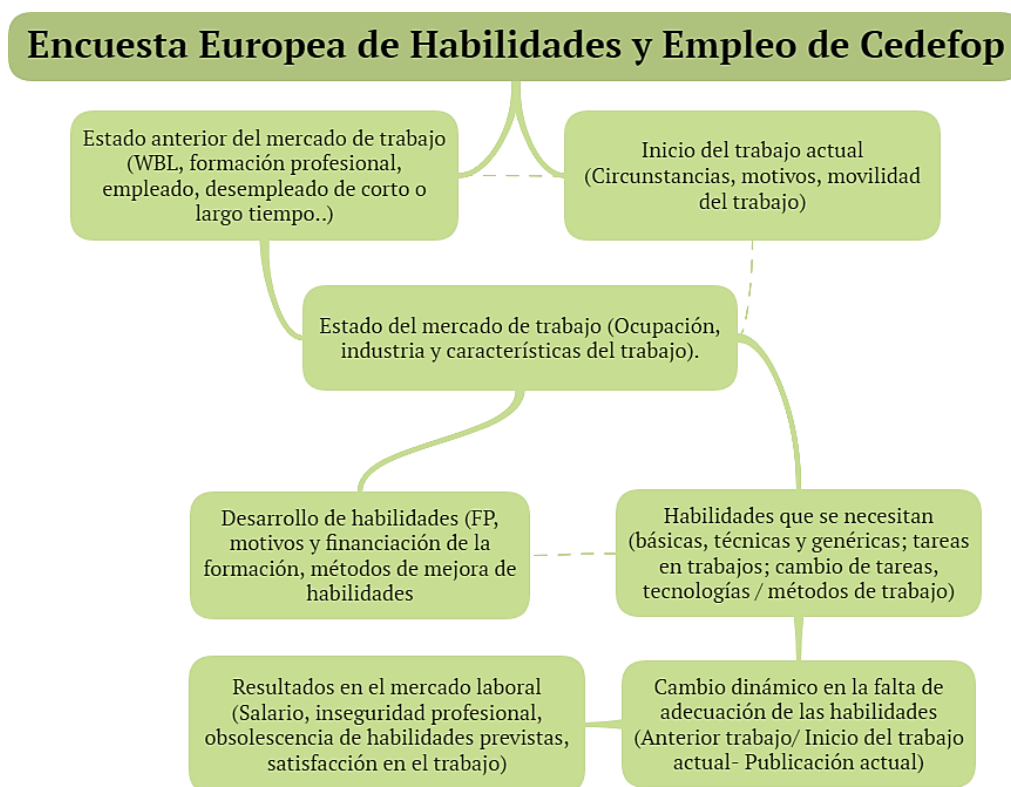 Encuesta Europea de Habilidades y Empleo de Cedefop
Estado anterior del mercado de trabajo
(WBL, formación profesional,
empleado, desempleado de corto o
largo tiempo..)
Inicio del trabajo actual
(Circunstancias, motivos, movilidad
del trabajo)
Estado del mercado de trabajo (Ocupación,
industria y características del trabajo).
Desarrollo de habilidades (FP,
motivos y financiación de la
formación, métodos de mejora de
habilidades
Habilidades que se necesitan
(básicas, técnicas y genéricas; tareas
en trabajos; cambio de tareas,
tecnologías / métodos de trabajo)
Resultados en el mercado laboral
(Salario, inseguridad profesional,
obsolescencia de habilidades previstas,
satisfacción en el trabajo)
Cambio dinámico en la falta de
adecuación de las habilidades
(Anterior trabajo/ Inicio del trabajo
actual- Publicación actual)